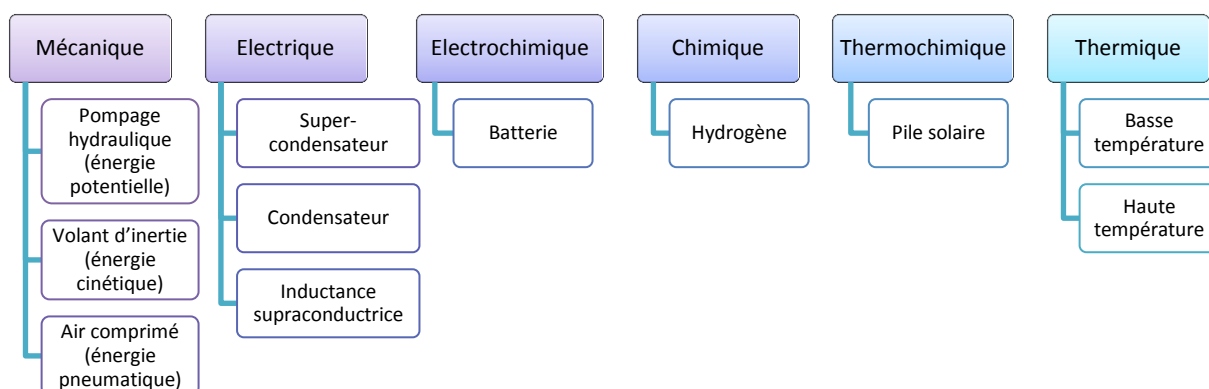 Mécanique
Pompage
hydraulique
(énergie
potentielle)
Volant d’inertie
(énergie
cinétique)
Air comprimé
(énergie
pneumatique)
Electrique
Super-
condensateur
Condensateur
Inductance
supraconductrice
Electrochimique
Batterie
Chimique
Hydrogène
Thermochimique
Pile solaire
Thermique
Basse
température
Haute
température